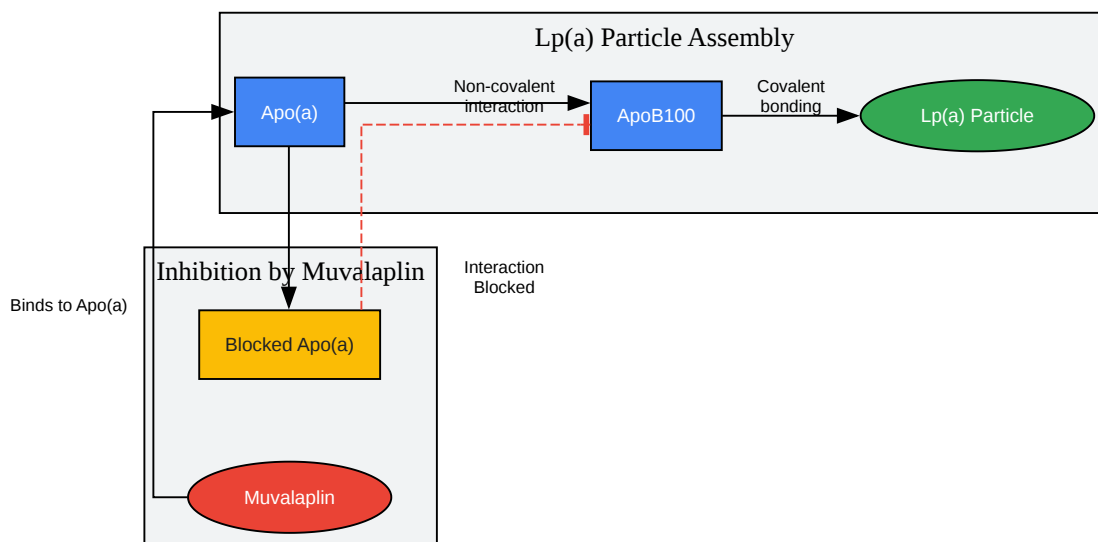 Lp(a) Particle Assembly
Apo(a)
Non-covalent
interaction
ApoB100
Covalent
bonding
Lp(a) Particle
Inhibition by Muvalaplin
Interaction
Blocked
Binds to Apo(a)
Blocked Apo(a)
Muvalaplin